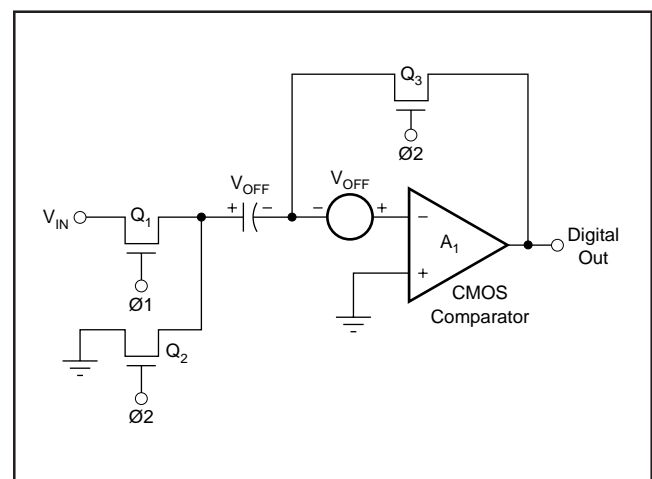 Q3
Ø2
VOFF
+ −
− VOFF +
VIN
Q1
Ø1
Q2
Ø2
−
A1
+
CMOS
Comparator
Digital
Out